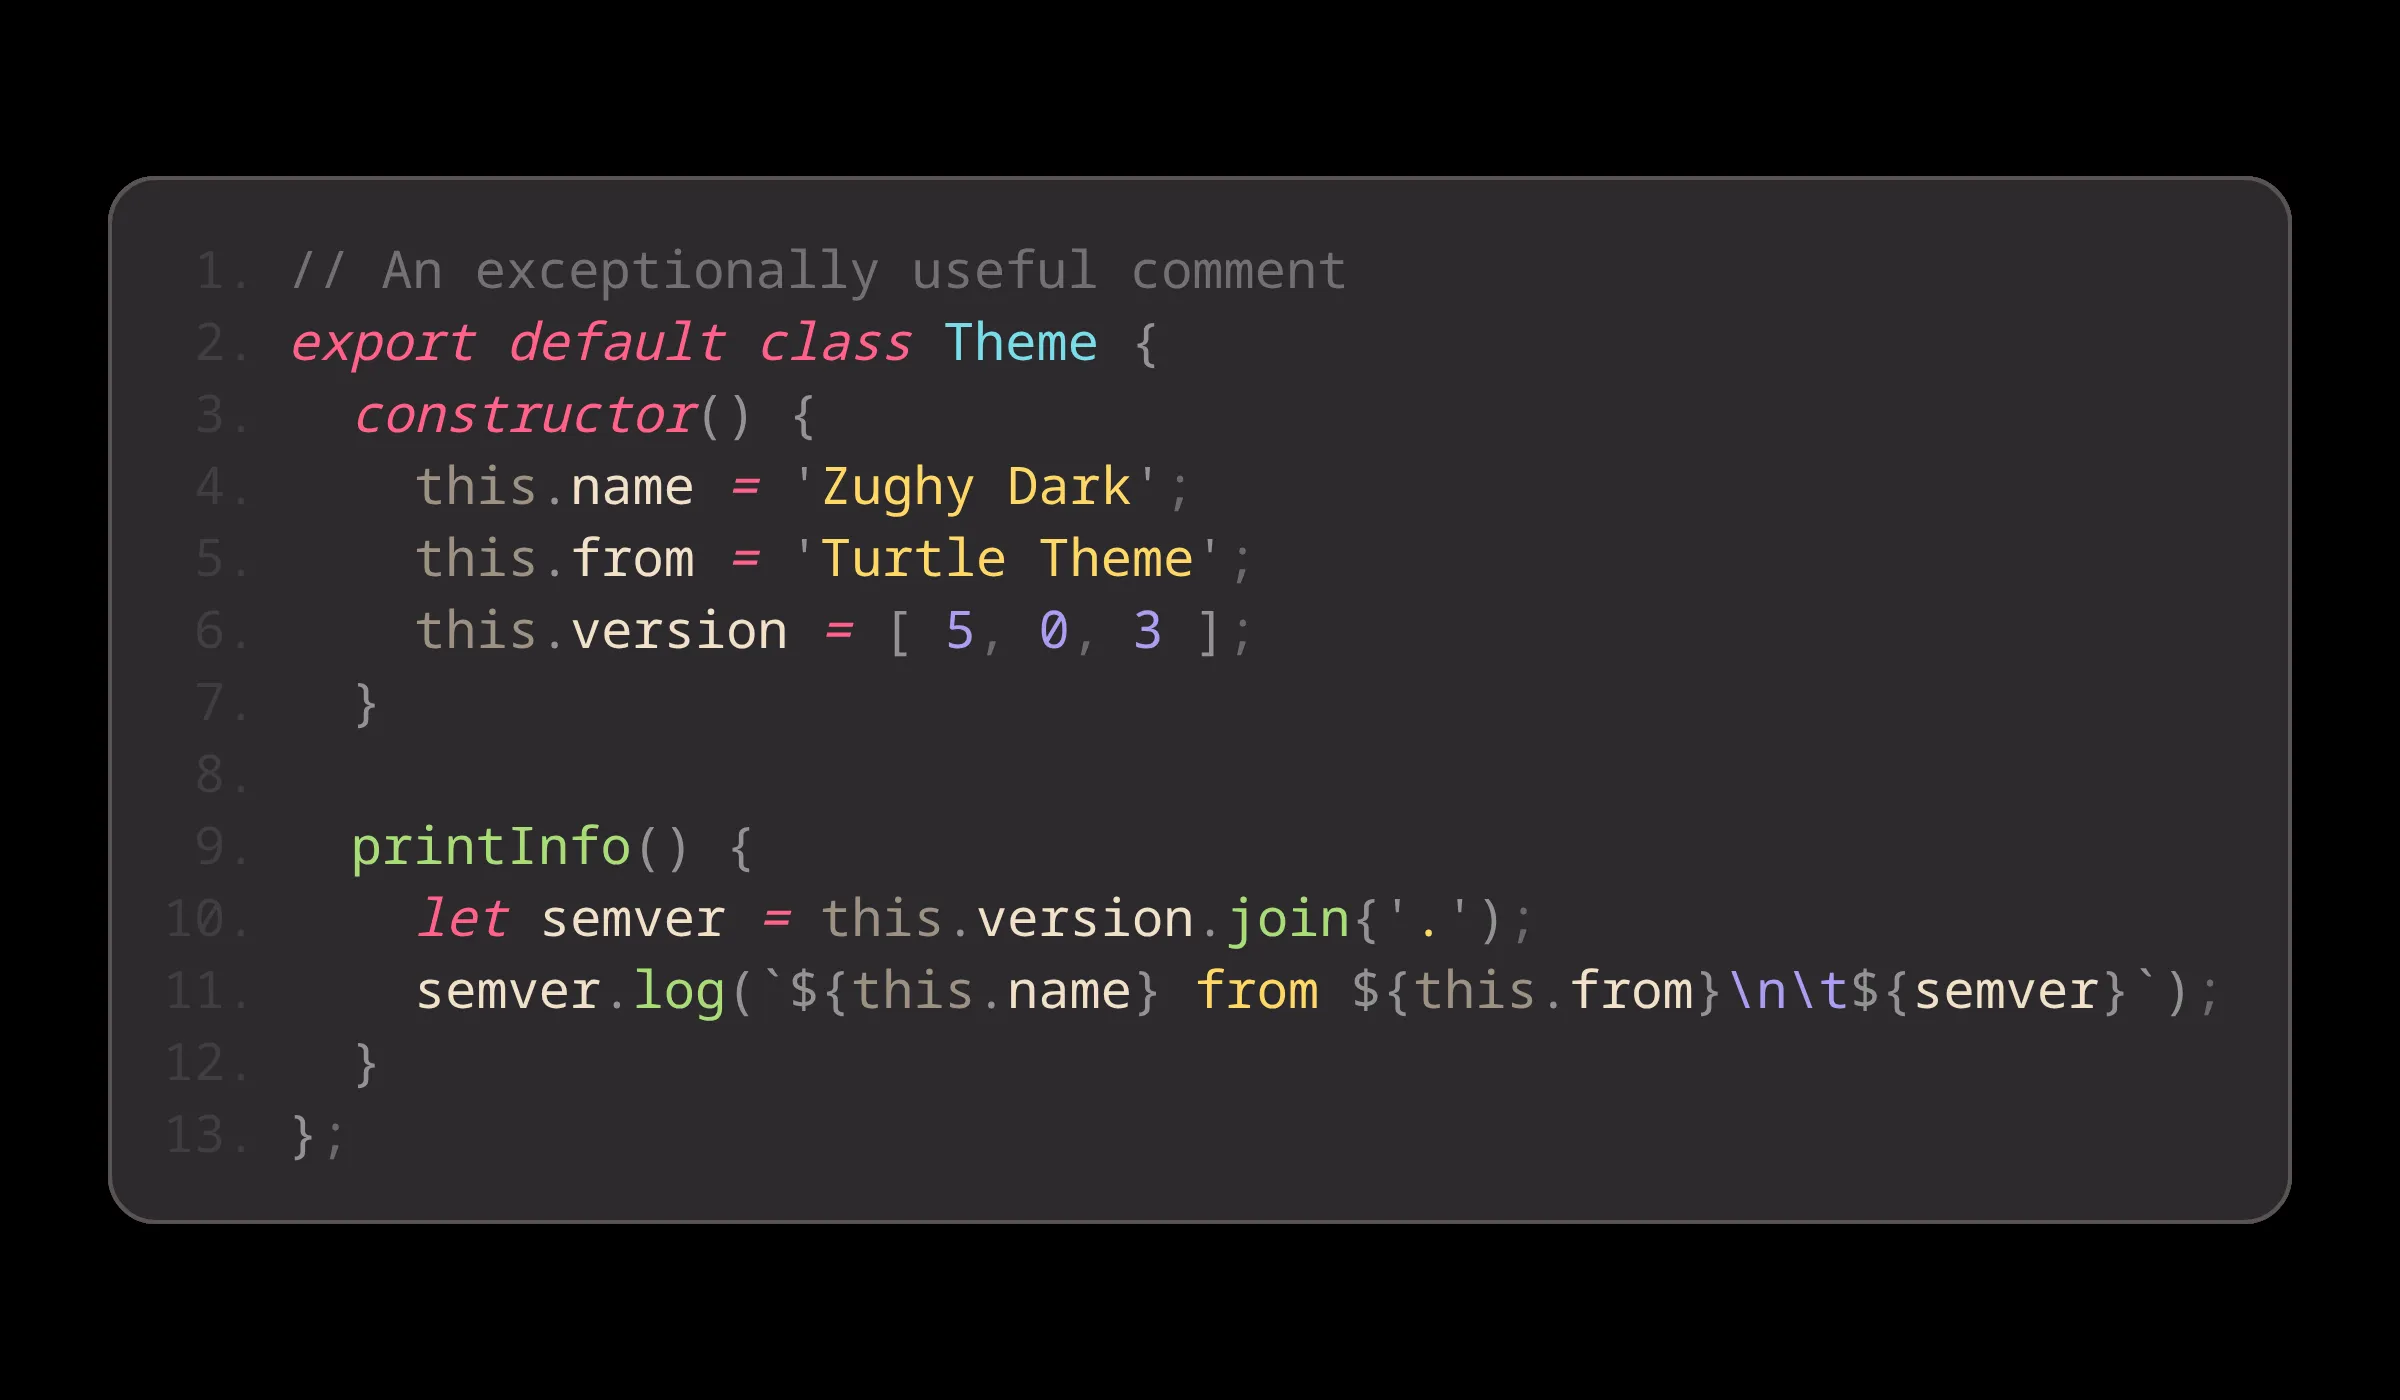 1. // An exceptionally useful comment
2. export default class Theme {
3.   constructor() {
4.     this.name = 'Zughy Dark';
5.     this.from = 'Turtle Theme';
6.     this.version = [ 5, 0, 3 ];
7.   }
8.
9.   printInfo() {
10.     let semver = this.version.join{'.');
11.     semver.log(`${this.name} from ${this.from}\n\t${semver}`);
12.   }
13. };